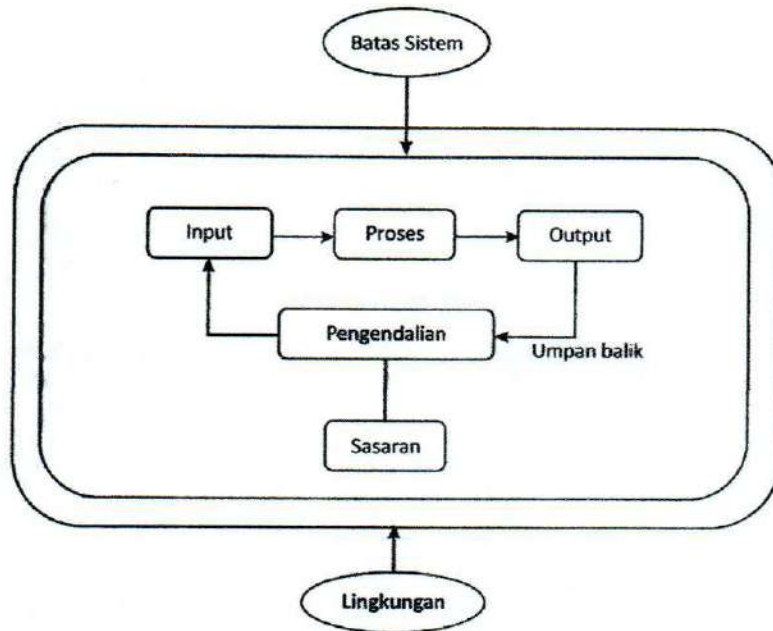 Batas Sistem
Input
Proses
Output
Pengendalian
Umpan balik
Sasaran
Lingkungan